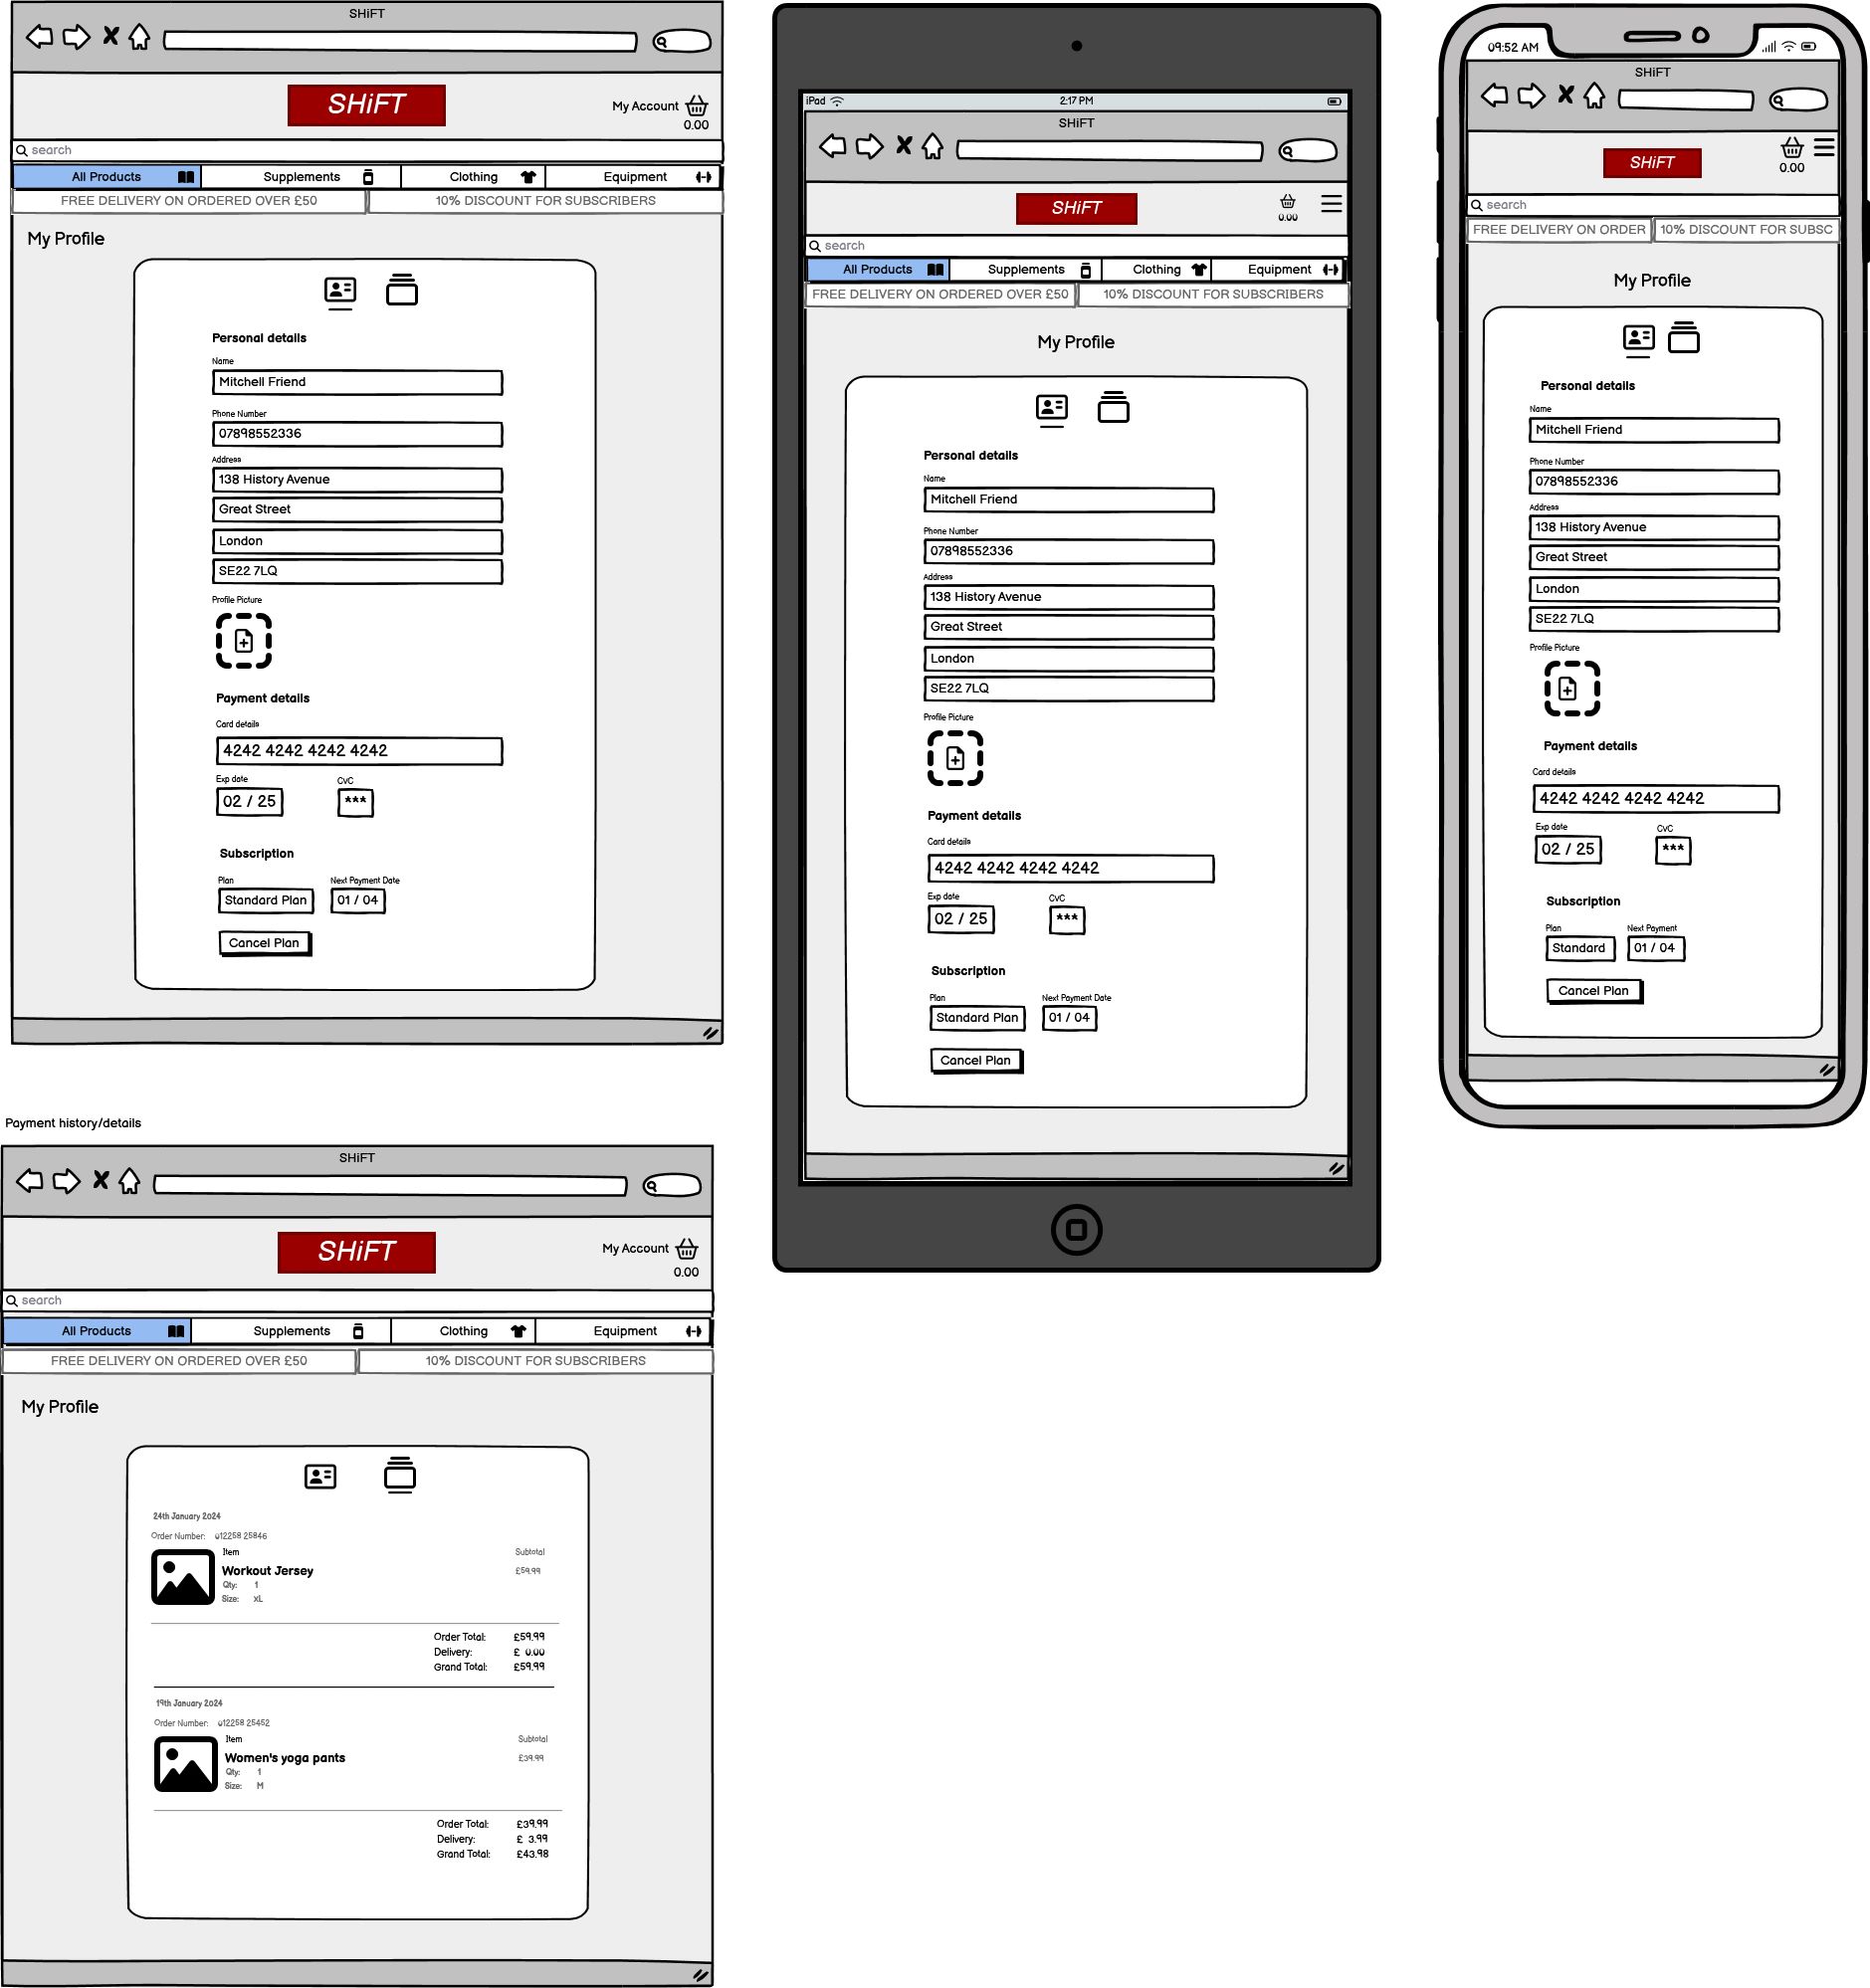 SHiFT
SHiFT
My Account
0.00
search
All Products Supplements Clothing Equipment
FREE DELIVERY ON ORDERED OVER £50 10% DISCOUNT FOR SUBSCRIBERS
My Profile
Personal details
Name
Mitchell Friend
Phone Number
07898552336
Address
138 History Avenue
Great Street
London
SE22 7LQ
Profile Picture
Payment details
Card details
4242 4242 4242 4242
Exp date CVC
02 / 25 ***
Subscription
Plan Next Payment Date
Standard Plan 01 / 04
Cancel Plan
iPad 2:17 PM
SHiFT
SHiFT
0.00
search
All Products Supplements Clothing Equipment
FREE DELIVERY ON ORDERED OVER £50 10% DISCOUNT FOR SUBSCRIBERS
My Profile
Personal details
Name
Mitchell Friend
Phone Number
07898552336
Address
138 History Avenue
Great Street
London
SE22 7LQ
Profile Picture
Payment details
Card details
4242 4242 4242 4242
Exp date CVC
02 / 25 ***
Subscription
Plan Next Payment Date
Standard Plan 01 / 04
Cancel Plan
09:52 AM
SHiFT
SHiFT
0.00
search
FREE DELIVERY ON ORDER 10% DISCOUNT FOR SUBSC
My Profile
Personal details
Name
Mitchell Friend
Phone Number
07898552336
Address
138 History Avenue
Great Street
London
SE22 7LQ
Profile Picture
Payment details
Card details
4242 4242 4242 4242
Exp date CVC
02 / 25 ***
Subscription
Plan Next Payment
Standard 01 / 04
Cancel Plan
Payment history/details
SHiFT
SHiFT
My Account
0.00
search
All Products Supplements Clothing Equipment
FREE DELIVERY ON ORDERED OVER £50 10% DISCOUNT FOR SUBSCRIBERS
My Profile
24th January 2024
Order Number: 012258 25846
Item Subtotal
Workout Jersey £59.99
Qty: 1
Size: XL
Order Total: £59.99
Delivery: £ 0.00
Grand Total: £59.99
19th January 2024
Order Number: 012258 25452
Item Subtotal
Women's yoga pants £39.99
Qty: 1
Size: M
Order Total: £39.99
Delivery: £ 3.99
Grand Total: £43.98